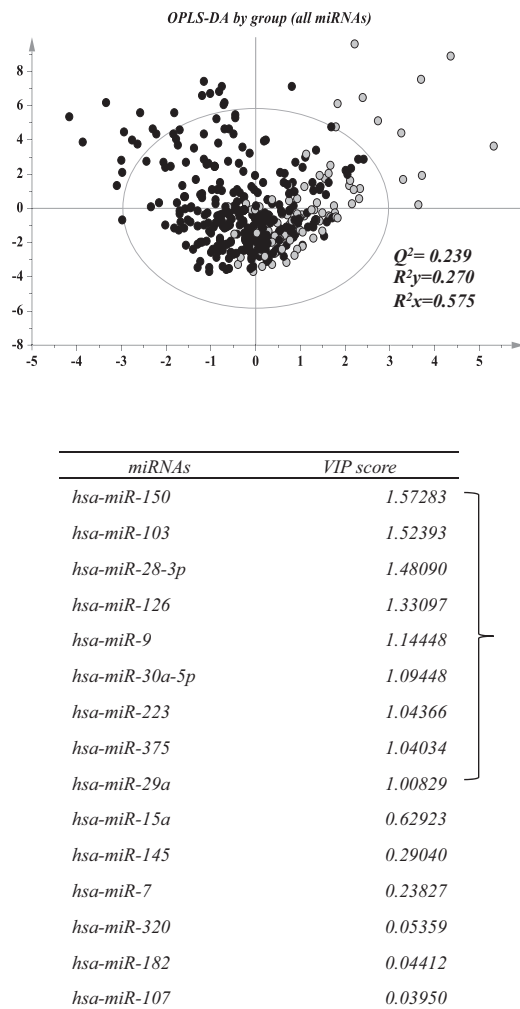 OPLS-DA by group (all miRNAs)
8
6
4
2
0
-2
-4
-6
-8
Q²= 0.239
R²y=0.270
R²x=0.575
-5 -4 -3 -2 -1 0 1 2 3 4 5
miRNAs VIP score
hsa-miR-150 1.57283
hsa-miR-103 1.52393
hsa-miR-28-3p 1.48090
hsa-miR-126 1.33097
hsa-miR-9 1.14448
hsa-miR-30a-5p 1.09448
hsa-miR-223 1.04366
hsa-miR-375 1.04034
hsa-miR-29a 1.00829
hsa-miR-15a 0.62923
hsa-miR-145 0.29040
hsa-miR-7 0.23827
hsa-miR-320 0.05359
hsa-miR-182 0.04412
hsa-miR-107 0.03950